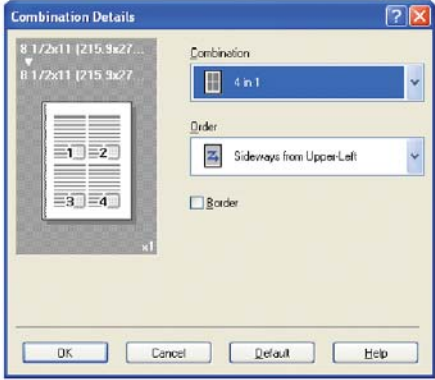 Combination Details
8 1/2x11 (215.9x27...
8 1/2x11 (215.9x27...
1 2
3 4
x1
Combination
4 in 1
Order
Sideways from Upper-Left
Border
OK Cancel Default Help